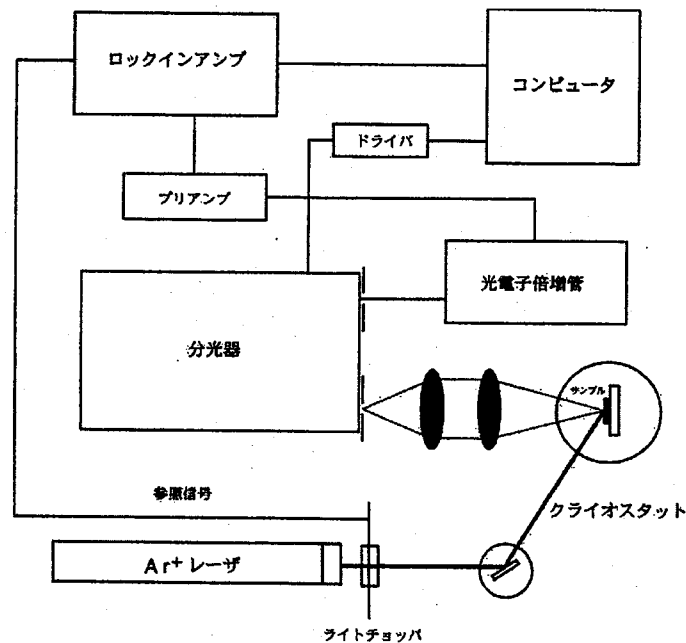 ロックインアンプ
コンピュータ
ドライバ
プリアンプ
光電子倍増管
分光器
サンプル
参照信号
クライオスタット
Ar⁺レーザ
ライトチョッパ